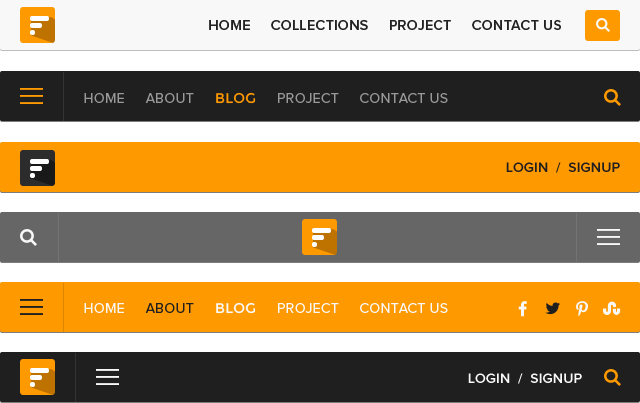 HOME COLLECTIONS PROJECT CONTACT US
HOME ABOUT BLOG PROJECT CONTACT US
LOGIN / SIGNUP
HOME ABOUT BLOG PROJECT CONTACT US
LOGIN / SIGNUP